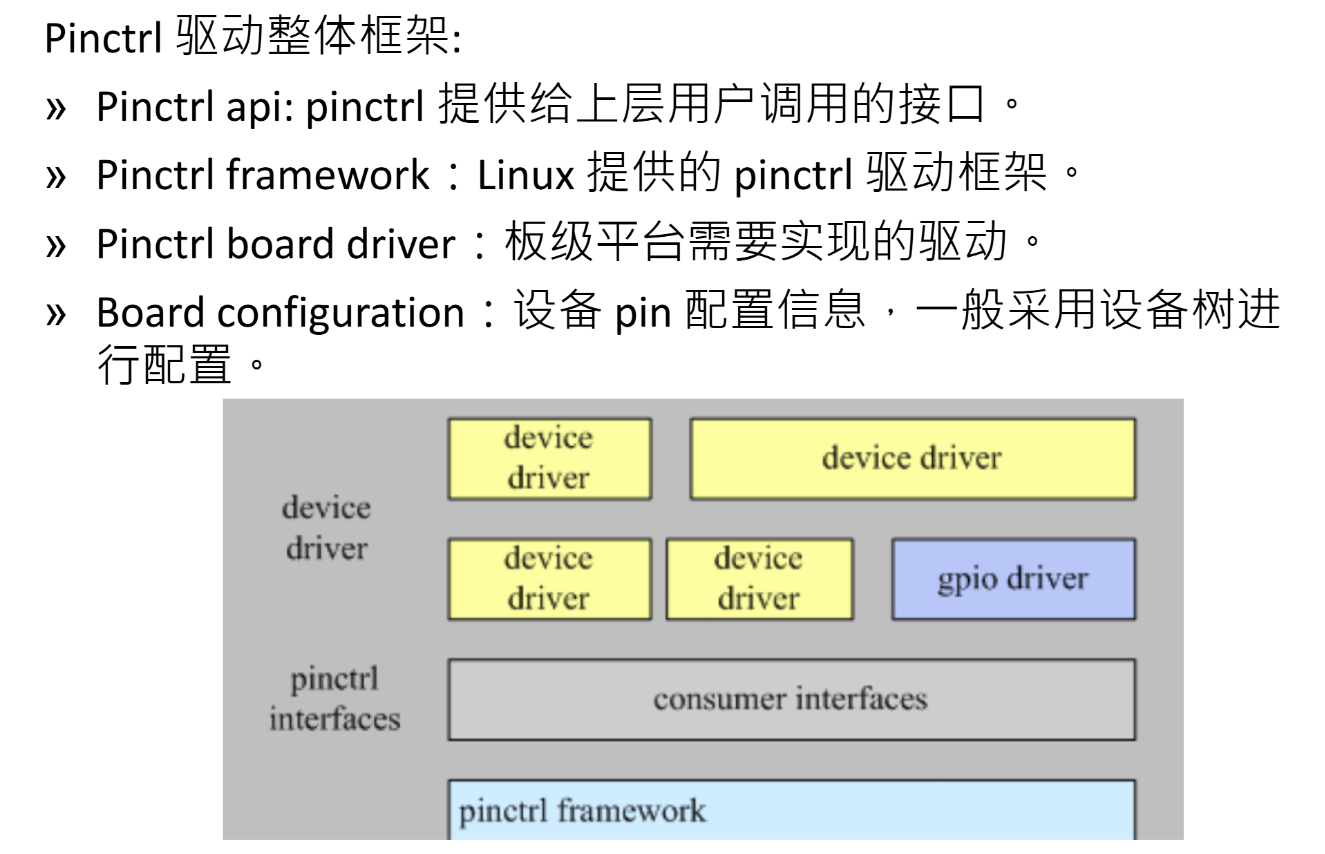 Pinctrl 驱动整体框架:
» Pinctrl api: pinctrl 提供给上层用户调用的接口。
» Pinctrl framework：Linux 提供的 pinctrl 驱动框架。
» Pinctrl board driver：板级平台需要实现的驱动。
» Board configuration：设备 pin 配置信息，一般采用设备树进
行配置。
device
driver
device driver
device
driver
device
driver
device
driver
gpio driver
pinctrl
interfaces
consumer interfaces
pinctrl framework